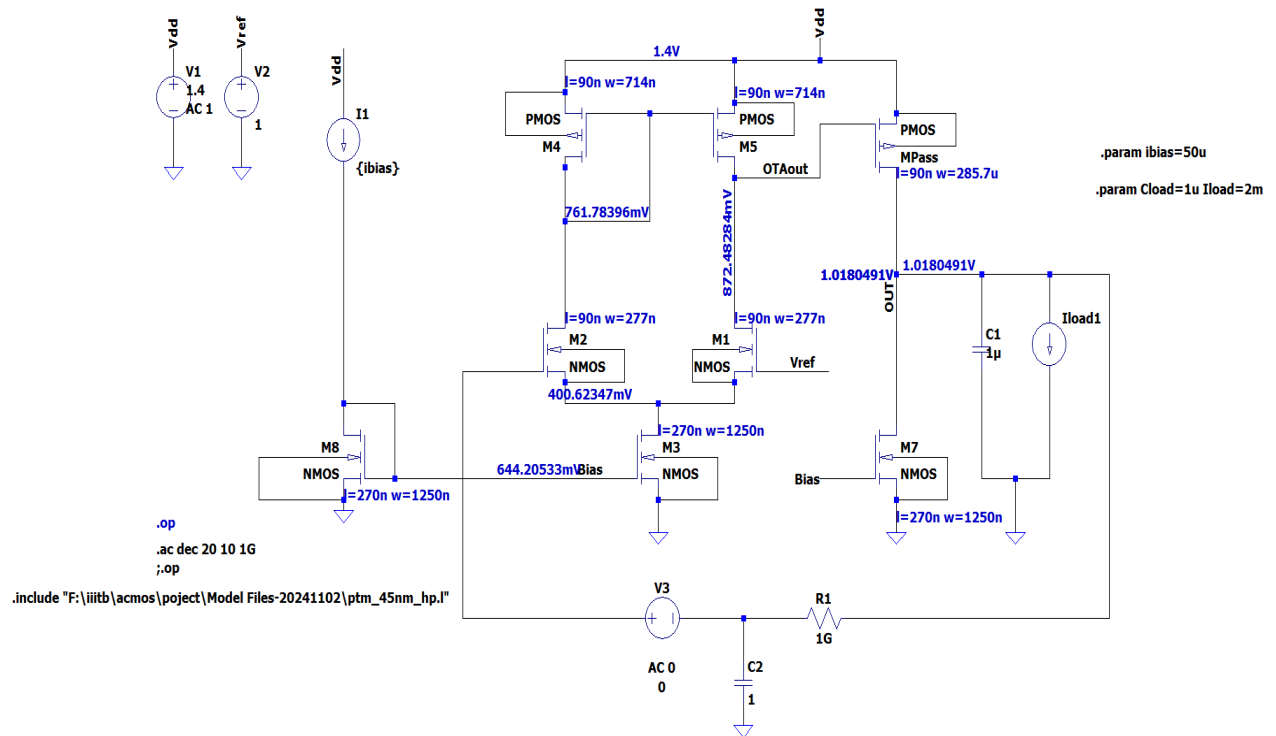 Vdd
Vref
V1
1.4
AC 1
V2
1
Vdd
I1
{ibias}
Vdd
1.4V
l=90n w=714n
PMOS
M4
l=90n w=714n
PMOS
M5
OTAout
PMOS
MPass
l=90n w=285.7u
.param ibias=50u
.param Cload=1u Iload=2m
761.78396mV
872.48284mV
1.0180491V
1.0180491V
OUT
l=90n w=277n
M2
NMOS
l=90n w=277n
M1
NMOS
Vref
C1
1µ
Iload1
400.62347mV
M8
NMOS
l=270n w=1250n
644.20533mV
Bias
l=270n w=1250n
M3
NMOS
Bias
M7
NMOS
l=270n w=1250n
.op
.ac dec 20 10 1G
;.op
.include "F:\iiitb\acmos\poject\Model Files-20241102\ptm_45nm_hp.l"
V3
AC 0
0
C2
1
R1
1G